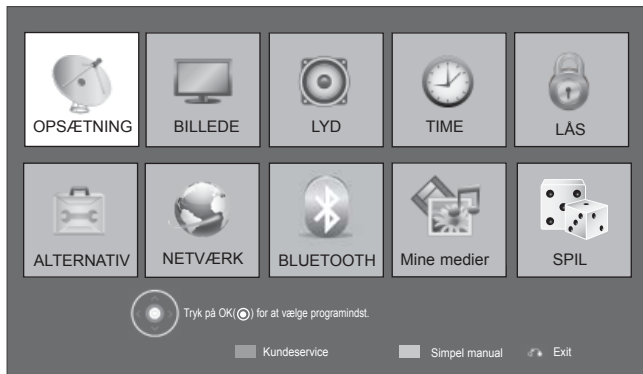 OPSÆTNING BILLEDE LYD TIME LÅS
ALTERNATIV NETVÆRK BLUETOOTH Mine medier SPIL
Tryk på OK(◉) for at vælge programindst.
Kundeservice Simpel manual Exit